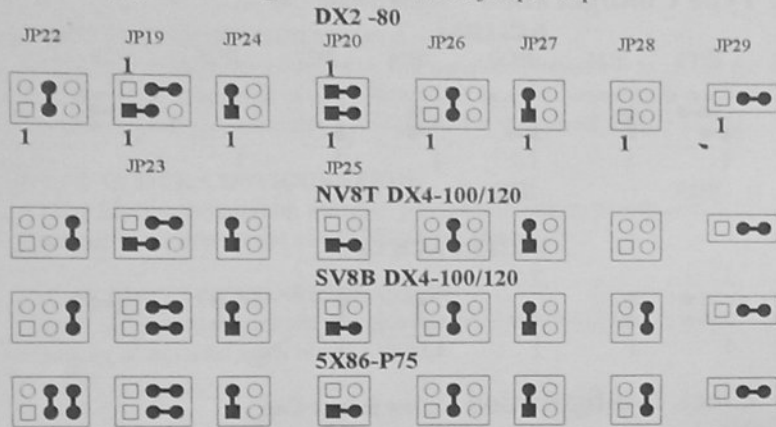 DX2 -80
JP22 JP19 JP24 JP20 JP26 JP27 JP28 JP29
1 1
1 1 1 1 1 1 1 1
JP23 JP25
NV8T DX4-100/120
SV8B DX4-100/120
5X86-P75